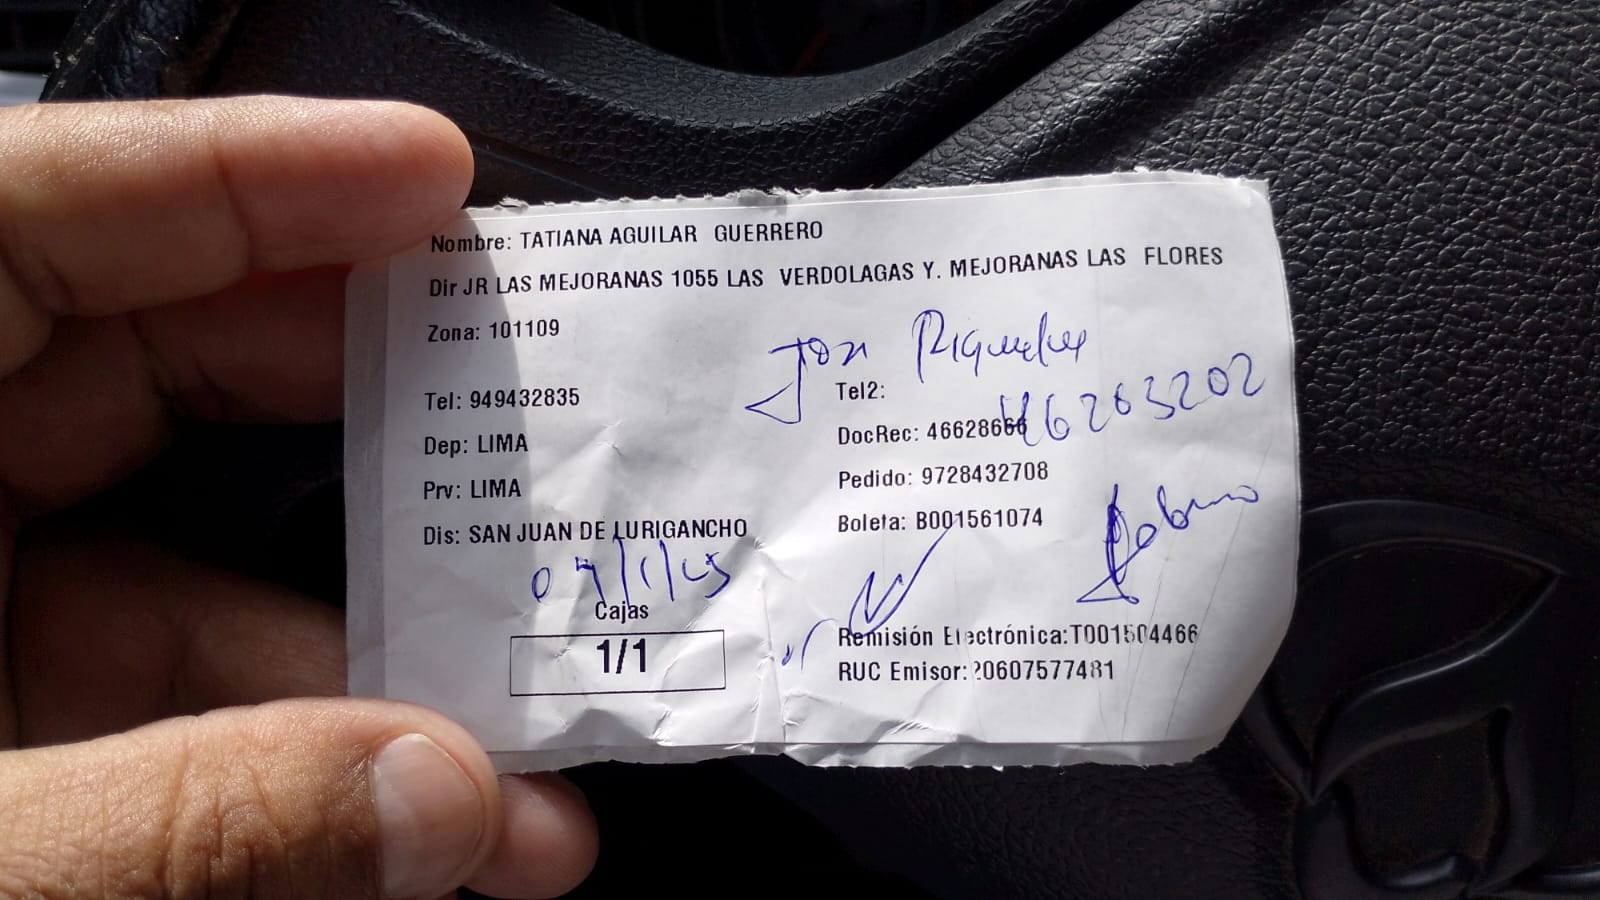 Nombre: TATIANA AGUILAR GUERRERO
Dir JR LAS MEJORANAS 1055 LAS VERDOLAGAS Y. MEJORANAS LAS FLORES
Zona: 101109
Tel: 949432835
Tel2:
Dep: LIMA
DocRec: 46628666
46263202
Prv: LIMA
Pedido: 9728432708
Dis: SAN JUAN DE LURIGANCHO
Boleta: B001561074
Cajas
1/1
Remisión Electrónica:T001504466
RUC Emisor:20607577481